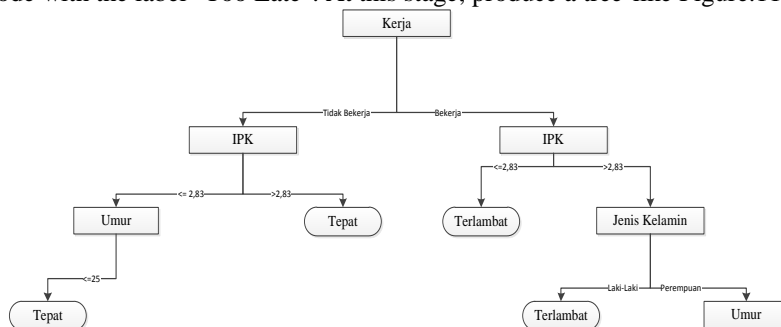 ode with the label "Too Late". At this stage, produce a tree-like Figure.11
Kerja
Tidak Bekerja
Bekerja
IPK
IPK
<= 2,83
>2,83
<=2,83
>2,83
Umur
Tepat
Terlambat
Jenis Kelamin
<=25
Laki-Laki
Perempuan
Tepat
Terlambat
Umur